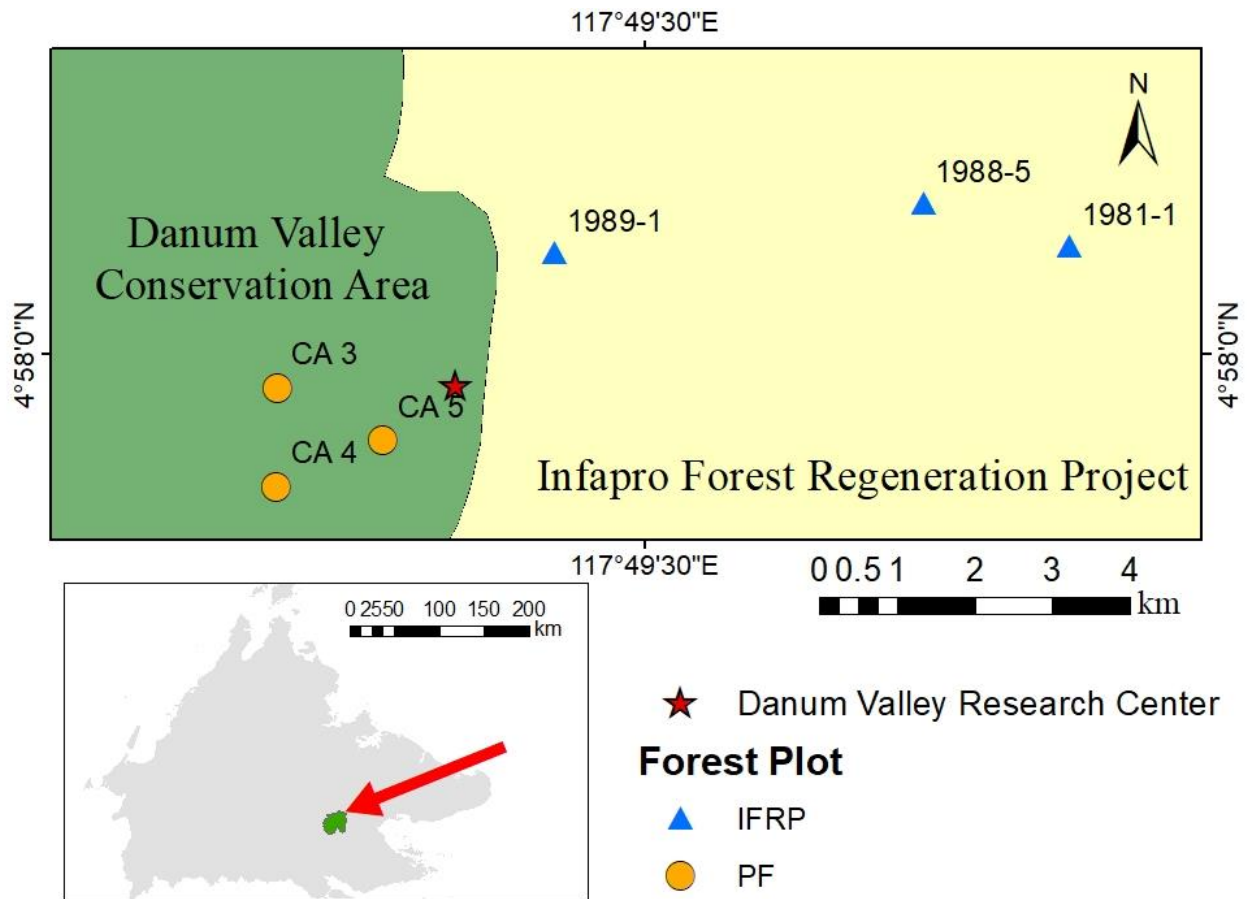 117°49'30"E
N
1988-5
1981-1
1989-1
Danum Valley
Conservation Area
4°58'0"N
4°58'0"N
CA 3
CA 5
CA 4
Infapro Forest Regeneration Project
117°49'30"E
0 0.5 1 2 3 4
km
0 25 50 100 150 200
km
Danum Valley Research Center
Forest Plot
IFRP
PF